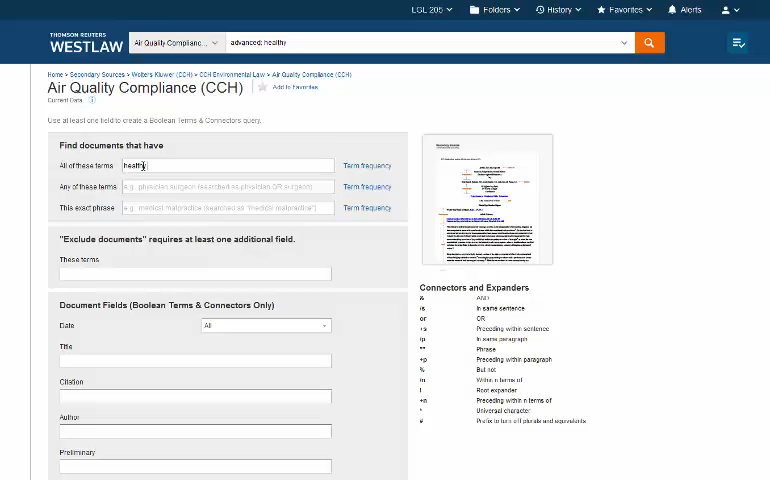 LGL 205 Folders History Favorites Alerts
THOMSON REUTERS
WESTLAW Air Quality Complianc... advanced: healthy
Home > Secondary Sources > Wolters Kluwer (CCH) > CCH Environmental Law > Air Quality Compliance (CCH)
Air Quality Compliance (CCH) Add to Favorites
Current Data
Use at least one field to create a Boolean Terms & Connectors query.
Find documents that have
All of these terms healthy Term frequency
Any of these terms e.g. physician surgeon (searched as physician OR surgeon) Term frequency
This exact phrase e.g. medical malpractice (searched as "medical malpractice") Term frequency
"Exclude documents" requires at least one additional field.
These terms
Document Fields (Boolean Terms & Connectors Only)
Date All
Title
Citation
Author
Preliminary
Connectors and Expanders
& AND
/s In same sentence
or OR
+s Preceding within sentence
/p In same paragraph
"" Phrase
+p Preceding within paragraph
% But not
/n Within n terms of
! Root expander
+n Preceding within n terms of
* Universal character
# Prefix to turn off plurals and equivalents